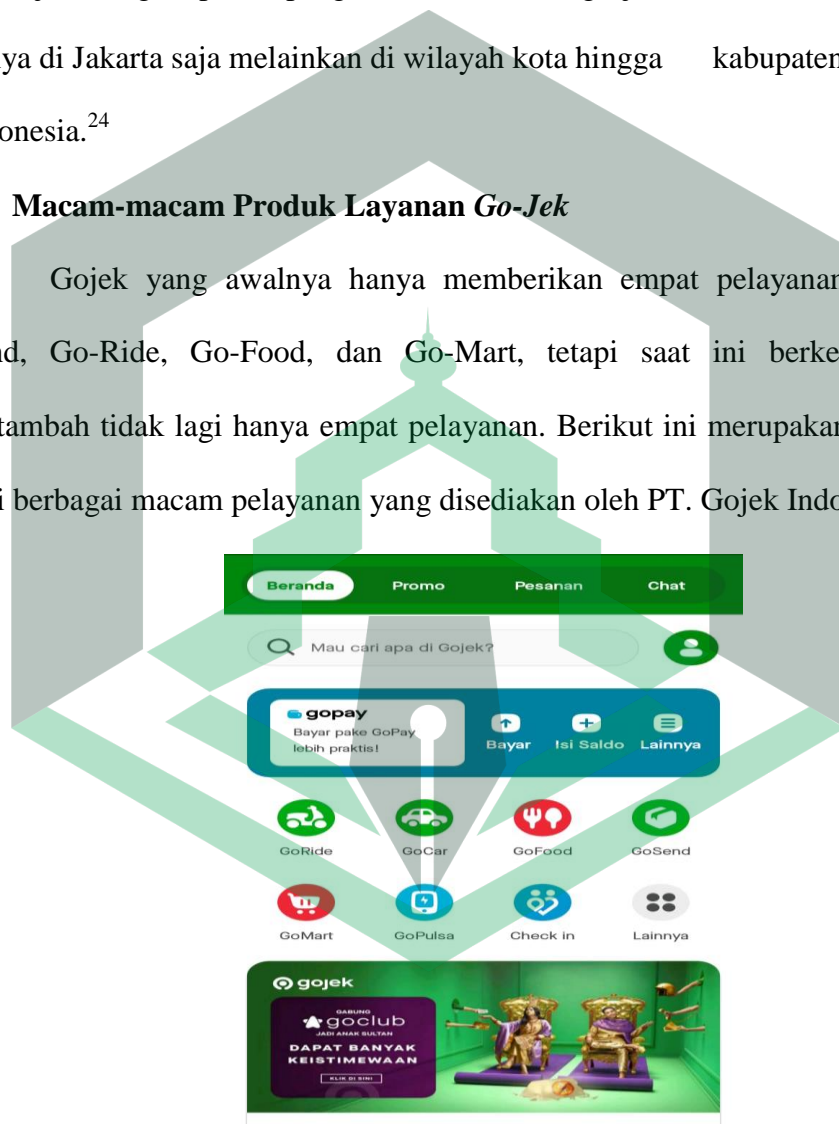 ya di Jakarta saja melainkan di wilayah kota hingga kabupaten
onesia.24
Macam-macam Produk Layanan Go-Jek
Gojek yang awalnya hanya memberikan empat pelayanan
nd, Go-Ride, Go-Food, dan Go-Mart, tetapi saat ini berke
tambah tidak lagi hanya empat pelayanan. Berikut ini merupakan
i berbagai macam pelayanan yang disediakan oleh PT. Gojek Indo
Beranda Promo Pesanan Chat
Mau cari apa di Gojek?
gopay
Bayar pake GoPay
lebih praktis!
Bayar Isi Saldo Lainnya
GoRide GoCar GoFood GoSend
GoMart GoPulsa Check in Lainnya
gojek
GABUNG
goclub
JADI ANAK SULTAN
DAPAT BANYAK
KEISTIMEWAAN
KLIK DI SINI